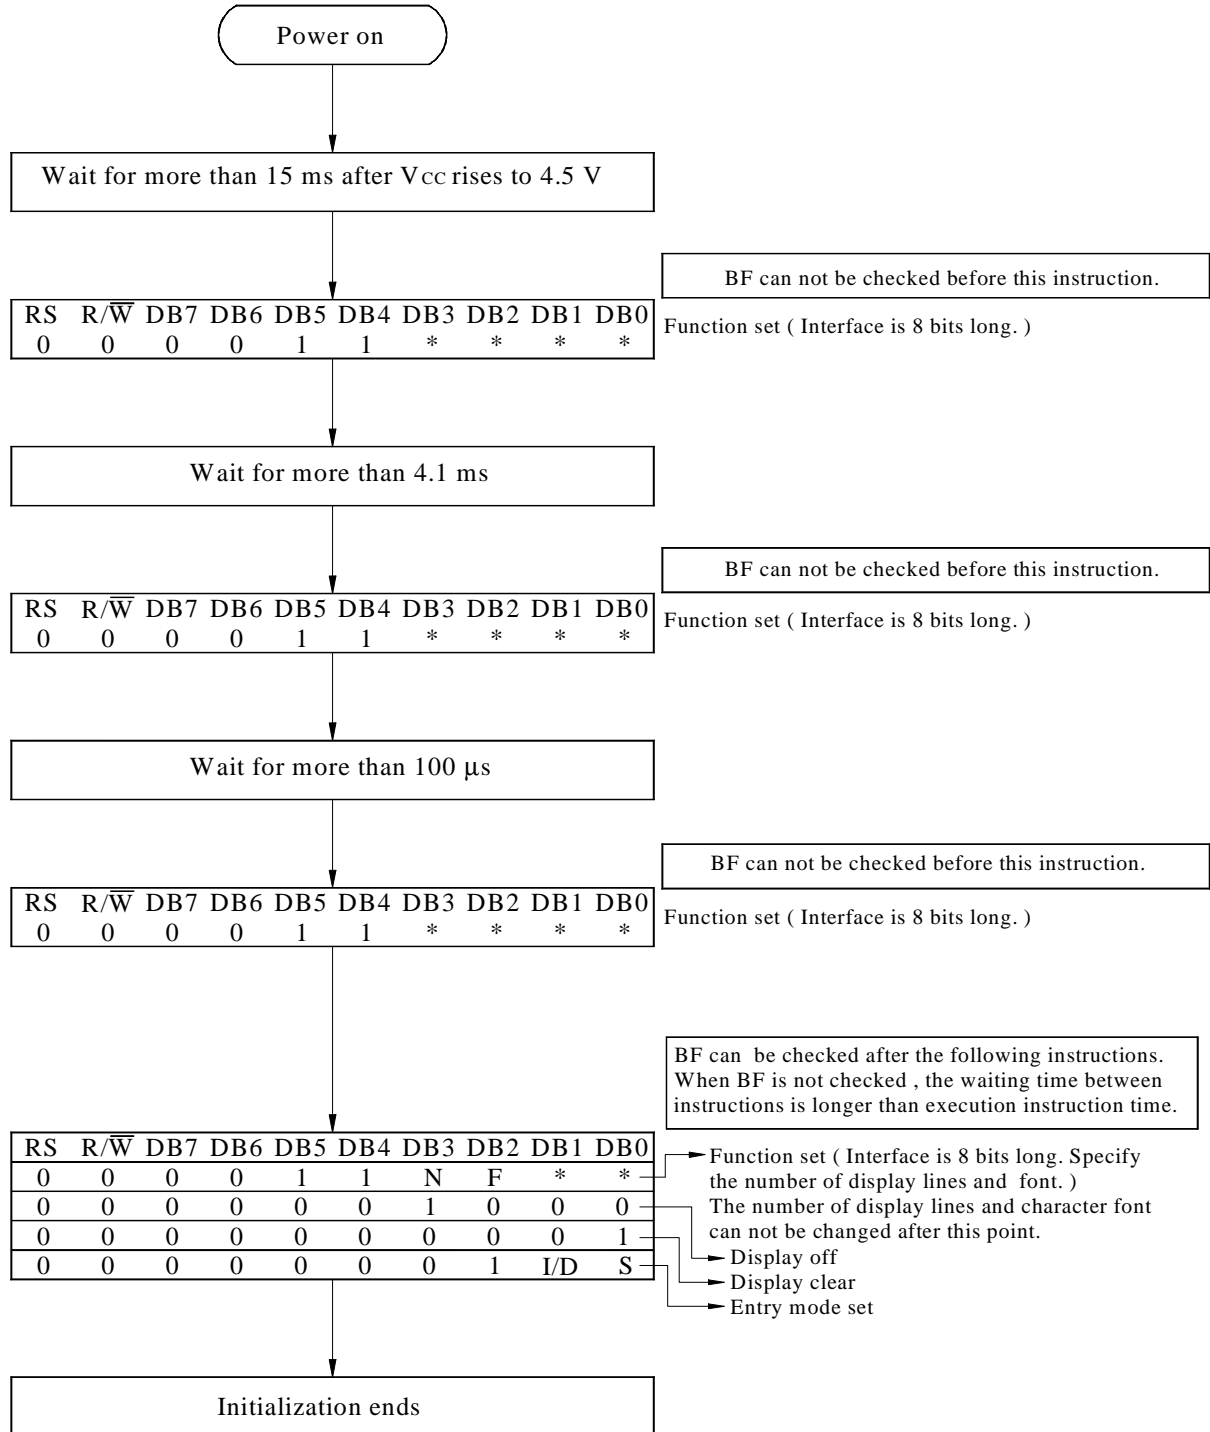 Power on
Wait for more than 15 ms after VCC rises to 4.5 V
BF can not be checked before this instruction.
RS R/W̅ DB7 DB6 DB5 DB4 DB3 DB2 DB1 DB0
0 0 0 0 1 1 * * * *
Function set ( Interface is 8 bits long. )
Wait for more than 4.1 ms
BF can not be checked before this instruction.
RS R/W̅ DB7 DB6 DB5 DB4 DB3 DB2 DB1 DB0
0 0 0 0 1 1 * * * *
Function set ( Interface is 8 bits long. )
Wait for more than 100 μs
BF can not be checked before this instruction.
RS R/W̅ DB7 DB6 DB5 DB4 DB3 DB2 DB1 DB0
0 0 0 0 1 1 * * * *
Function set ( Interface is 8 bits long. )
BF can be checked after the following instructions.
When BF is not checked , the waiting time between
instructions is longer than execution instruction time.
RS R/W̅ DB7 DB6 DB5 DB4 DB3 DB2 DB1 DB0
0 0 0 0 1 1 N F * *
0 0 0 0 0 0 1 0 0 0
0 0 0 0 0 0 0 0 0 1
0 0 0 0 0 0 0 1 I/D S
Function set ( Interface is 8 bits long. Specify
the number of display lines and font. )
The number of display lines and character font
can not be changed after this point.
Display off
Display clear
Entry mode set
Initialization ends